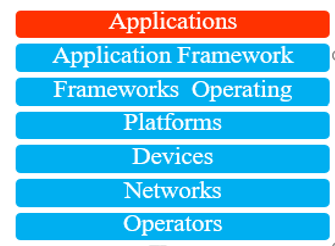 Applications
Application Framework
Frameworks  Operating
Platforms
Devices
Networks
Operators